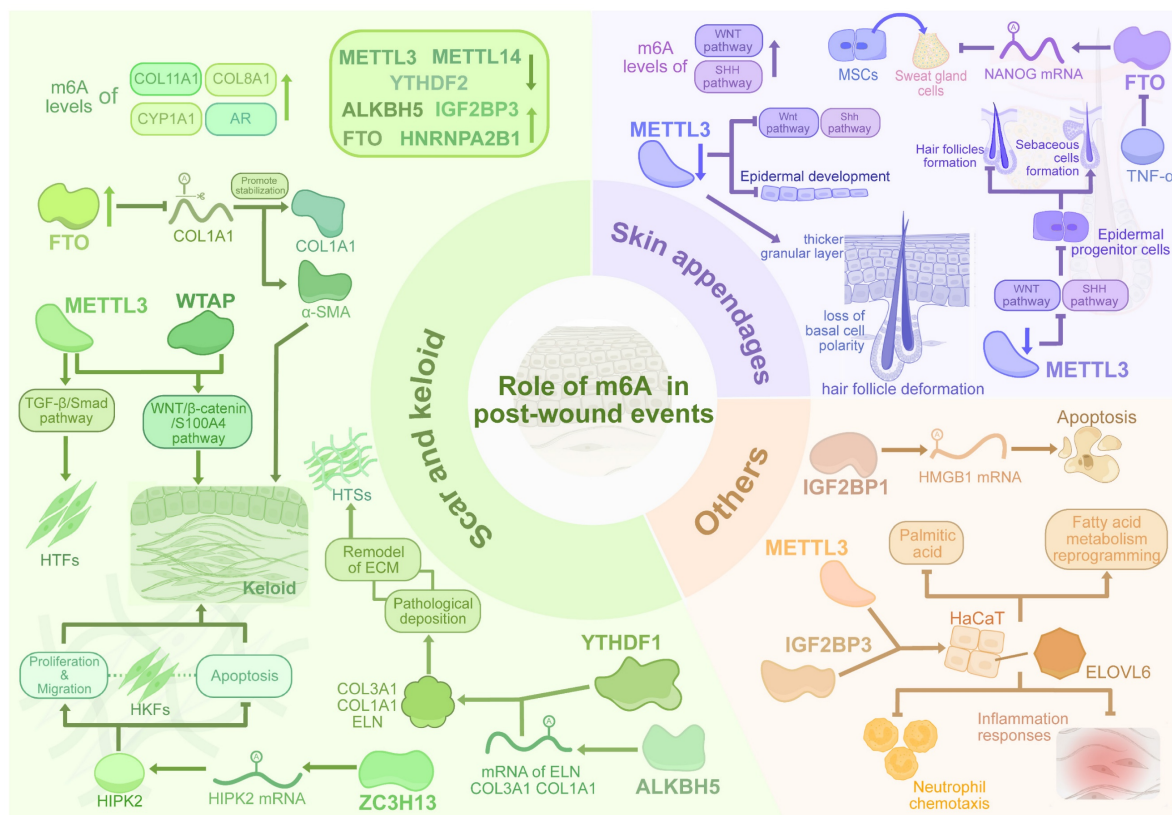 m6A
levels of
COL11A1
COL8A1
CYP1A1
AR
METTL3 METTL14
YTHDF2
ALKBH5 IGF2BP3
FTO HNRNPA2B1
FTO
A
COL1A1
Promote
stabilization
COL1A1
α-SMA
METTL3
WTAP
TGF-β/Smad
pathway
WNT/β-catenin
/S100A4
pathway
HTFs
Keloid
HTSs
Remodel
of ECM
Pathological
deposition
Proliferation
&
Migration
HKFs
Apoptosis
COL3A1
COL1A1
ELN
YTHDF1
A
mRNA of ELN
COL3A1 COL1A1
ALKBH5
HIPK2
A
HIPK2 mRNA
ZC3H13
Scar and keloid
Role of m6A in
post-wound events
Skin appendages
Others
m6A
levels of
WNT
pathway
SHH
pathway
MSCs
Sweat gland
cells
A
NANOG mRNA
FTO
TNF-α
METTL3
Wnt
pathway
Shh
pathway
Epidermal development
Hair follicles
formation
Sebaceous
cells
formation
Epidermal
progenitor cells
WNT
pathway
SHH
pathway
METTL3
thicker
granular layer
loss of
basal cell
polarity
hair follicle deformation
IGF2BP1
A
HMGB1 mRNA
Apoptosis
METTL3
Palmitic
acid
Fatty acid
metabolism
reprogramming
IGF2BP3
HaCaT
ELOVL6
Neutrophil
chemotaxis
Inflammation
responses